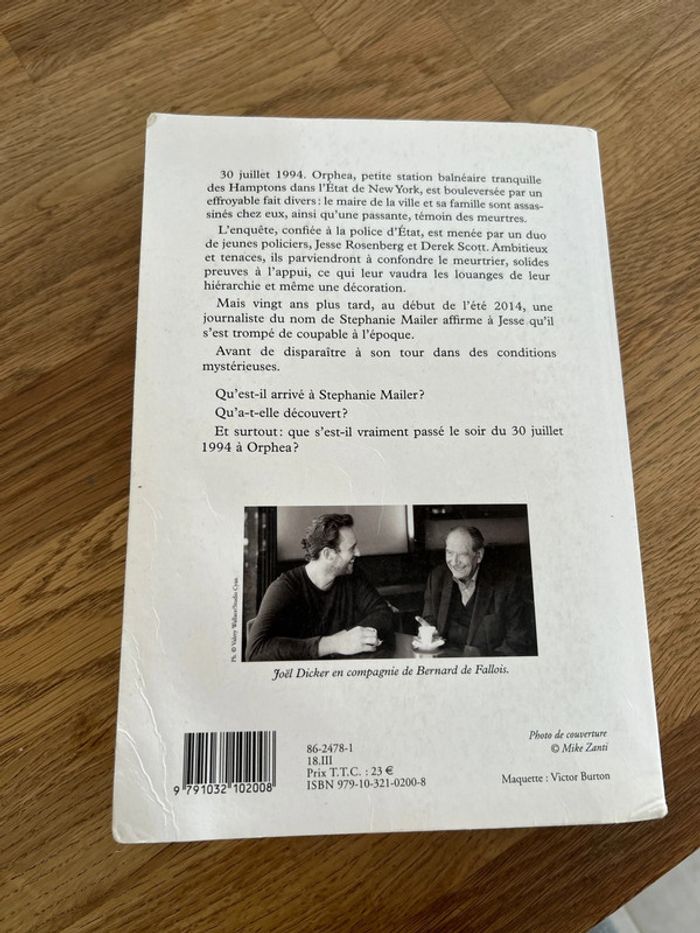 30 juillet 1994. Orphea, petite station balnéaire tranquille
des Hamptons dans l'État de New York, est bouleversée par un
effroyable fait divers : le maire de la ville et sa famille sont assas-
sinés chez eux, ainsi qu'une passante, témoin des meurtres.
L'enquête, confiée à la police d'État, est menée par un duo
de jeunes policiers, Jesse Rosenberg et Derek Scott. Ambitieux
et tenaces, ils parviendront à confondre le meurtrier, solides
preuves à l'appui, ce qui leur vaudra les louanges de leur
hiérarchie et même une décoration.
Mais vingt ans plus tard, au début de l'été 2014, une
journaliste du nom de Stephanie Mailer affirme à Jesse qu'il
s'est trompé de coupable à l'époque.
Avant de disparaître à son tour dans des conditions
mystérieuses.
Qu'est-il arrivé à Stephanie Mailer ?
Qu'a-t-elle découvert ?
Et surtout : que s'est-il vraiment passé le soir du 30 juillet
1994 à Orphea ?
Ph. © Valery Wallace/Studio Cyan.
Joël Dicker en compagnie de Bernard de Fallois.
9 791032 102008
86-2478-1
18.III
Prix T.T.C. : 23 €
ISBN 979-10-321-0200-8
Photo de couverture
© Mike Zanti
Maquette : Victor Burton